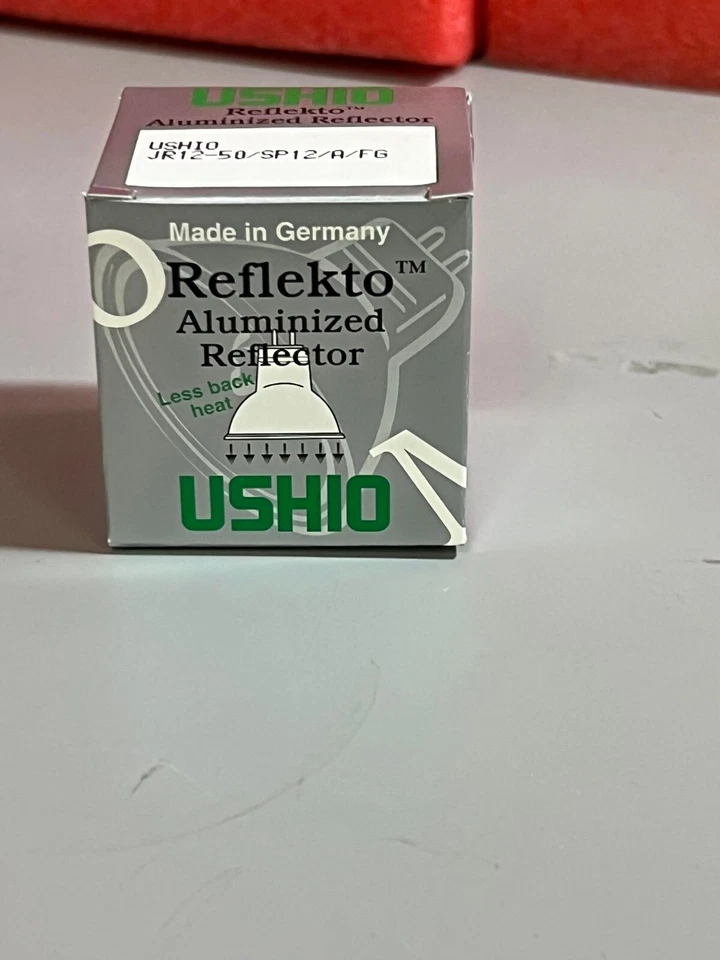 USHIO
Reflekto™
Aluminized Reflector
USHIO
JR12-50/SP12/A/FG
Made in Germany
Reflekto™
Aluminized
Reflector
Less back
heat
USHIO